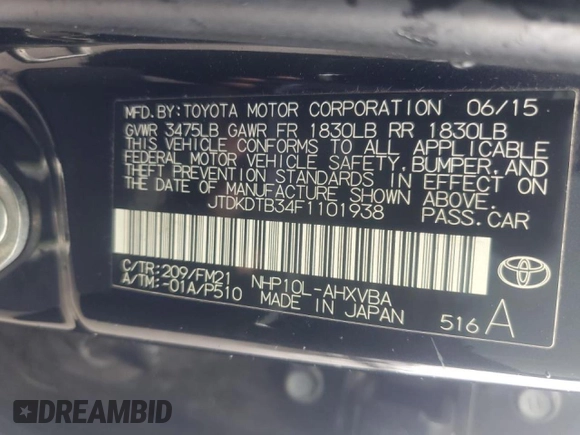 MFD.BY:TOYOTA MOTOR CORPORATION 06/15
GVWR 3475LB GAWR FR 1830LB RR 1830LB
THIS VEHICLE CONFORMS TO ALL APPLICABLE
FEDERAL MOTOR VEHICLE SAFETY,BUMPER,AND
THEFT PREVENTION STANDARDS IN EFFECT ON
THE DATE OF MANUFACTURE SHOWN ABOVE.
JTDKDTB34F1101938 PASS.CAR
C/TR:209/FM21 NHP10L-AHXVBA
A/TM:-01A/P510 MADE IN JAPAN
516A
TOYOTA
DREAMBID